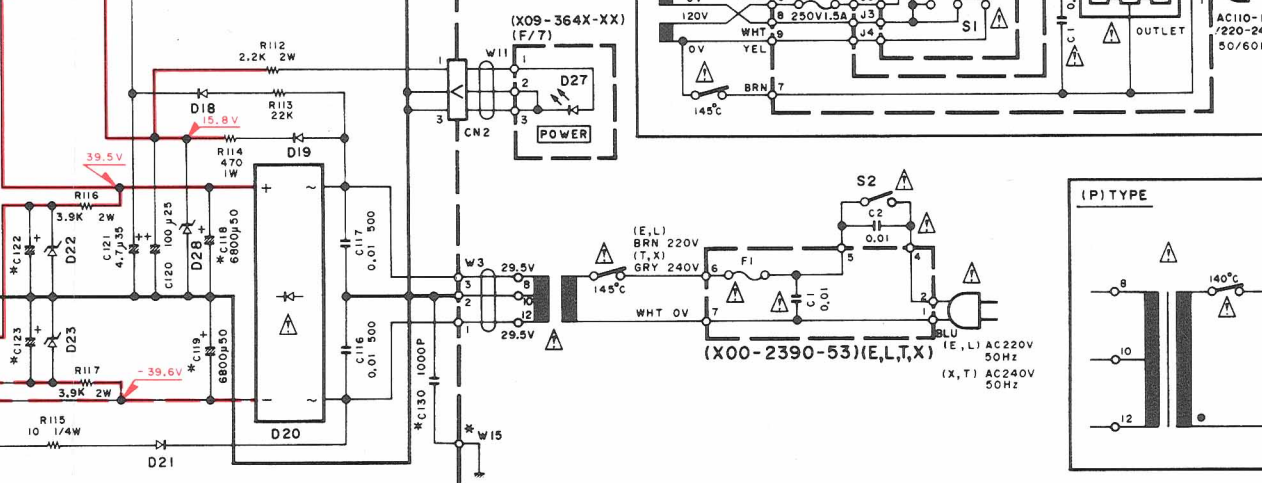 (X09-364X-XX)
(F/7)
R112
2.2K 2W
W11
1
1
D27
2
3
3
CN2
POWER
D18
R113
22K
15.8V
D19
R114
470
1W
39.5V
R116
3.9K 2W
+
~
*C122
D22
C121
4.7µ35
C120
100µ25
D28
*C118
6800µ50
C117
0.01 500
*C123
D23
*C119
6800µ50
C116
0.01 500
R117
3.9K 2W
-39.6V
−
~
R115
10 1/4W
D21
D20
*C130 1000P
*W15
W3
3
2
1
29.5V
8
10
12
29.5V
145°C
(E,L)
BRN 220V
(T,X)
GRY 240V
WHT 0V
6
7
F1
C1
0.01
S2
C2
0.01
5
4
2
1
BLU
(X00-2390-53)(E,L,T,X)
(E,L) AC220V
50Hz
(X,T) AC240V
50Hz
120V
0V
8 250V1.5A
J3
WHT 9
YEL
J4
S1
BRN 7
145°C
C1
OUTLET
AC110-
/220-24
50/60
(P) TYPE
8
10
12
140°C